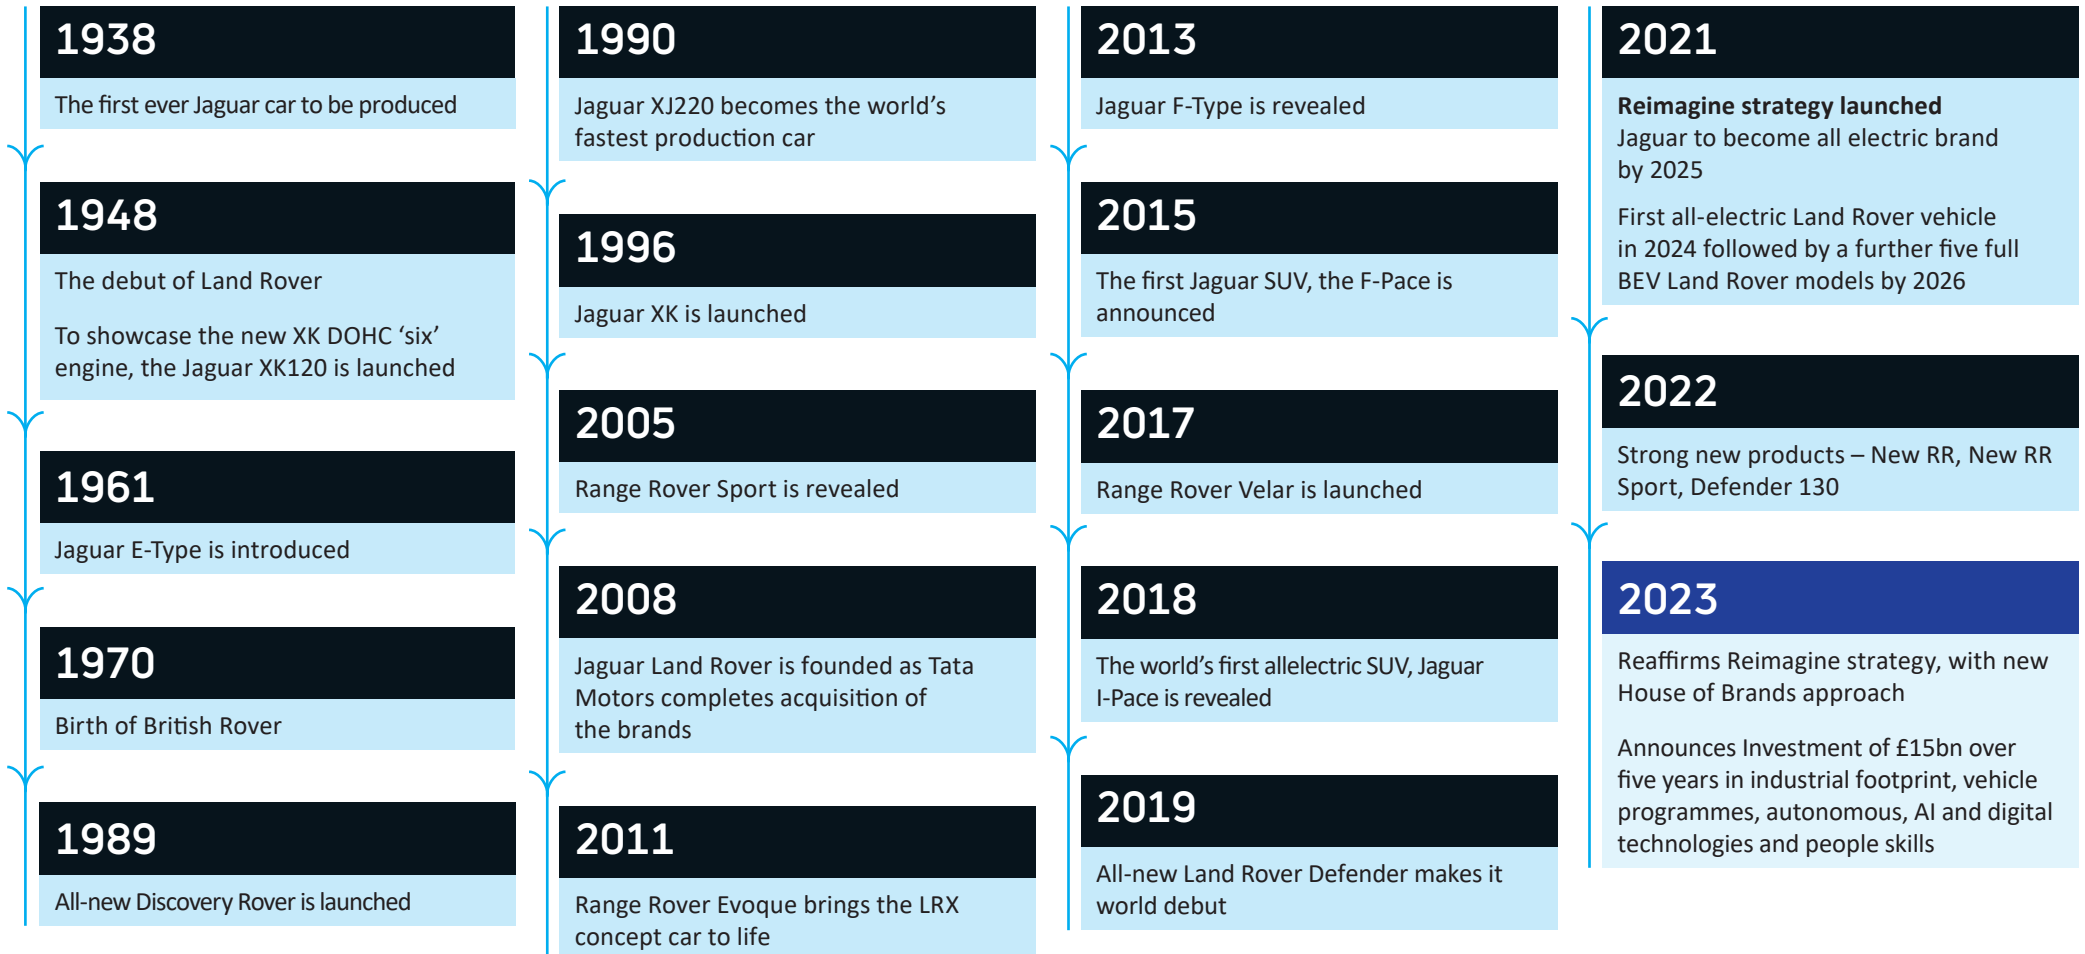 1938
The first ever Jaguar car to be produced
1948
The debut of Land Rover
To showcase the new XK DOHC ‘six’
engine, the Jaguar XK120 is launched
1961
Jaguar E-Type is introduced
1970
Birth of British Rover
1989
All-new Discovery Rover is launched
1990
Jaguar XJ220 becomes the world’s
fastest production car
1996
Jaguar XK is launched
2005
Range Rover Sport is revealed
2008
Jaguar Land Rover is founded as Tata
Motors completes acquisition of
the brands
2011
Range Rover Evoque brings the LRX
concept car to life
2013
Jaguar F-Type is revealed
2015
The first Jaguar SUV, the F-Pace is
announced
2017
Range Rover Velar is launched
2018
The world’s first allelectric SUV, Jaguar
I-Pace is revealed
2019
All-new Land Rover Defender makes it
world debut
2021
Reimagine strategy launched
Jaguar to become all electric brand
by 2025
First all-electric Land Rover vehicle
in 2024 followed by a further five full
BEV Land Rover models by 2026
2022
Strong new products – New RR, New RR
Sport, Defender 130
2023
Reaffirms Reimagine strategy, with new
House of Brands approach
Announces Investment of £15bn over
five years in industrial footprint, vehicle
programmes, autonomous, AI and digital
technologies and people skills